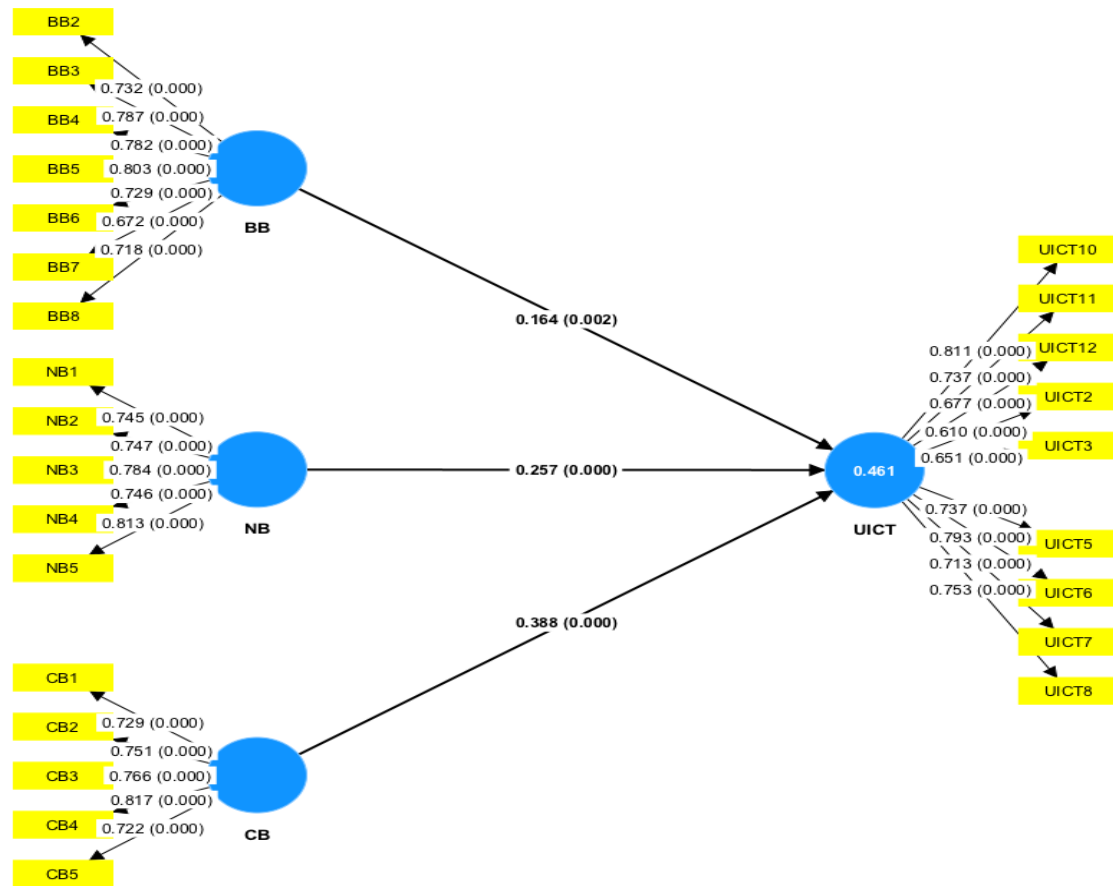 BB2
BB3
BB4
BB5
BB6
BB7
BB8
0.732 (0.000)
0.787 (0.000)
0.782 (0.000)
0.803 (0.000)
0.729 (0.000)
0.672 (0.000)
0.718 (0.000)
BB
NB1
NB2
NB3
NB4
NB5
0.745 (0.000)
0.747 (0.000)
0.784 (0.000)
0.746 (0.000)
0.813 (0.000)
NB
CB1
CB2
CB3
CB4
CB5
0.729 (0.000)
0.751 (0.000)
0.766 (0.000)
0.817 (0.000)
0.722 (0.000)
CB
0.164 (0.002)
0.257 (0.000)
0.388 (0.000)
0.461
UICT
0.811 (0.000)
0.737 (0.000)
0.677 (0.000)
0.610 (0.000)
0.651 (0.000)
0.737 (0.000)
0.793 (0.000)
0.713 (0.000)
0.753 (0.000)
UICT10
UICT11
UICT12
UICT2
UICT3
UICT5
UICT6
UICT7
UICT8